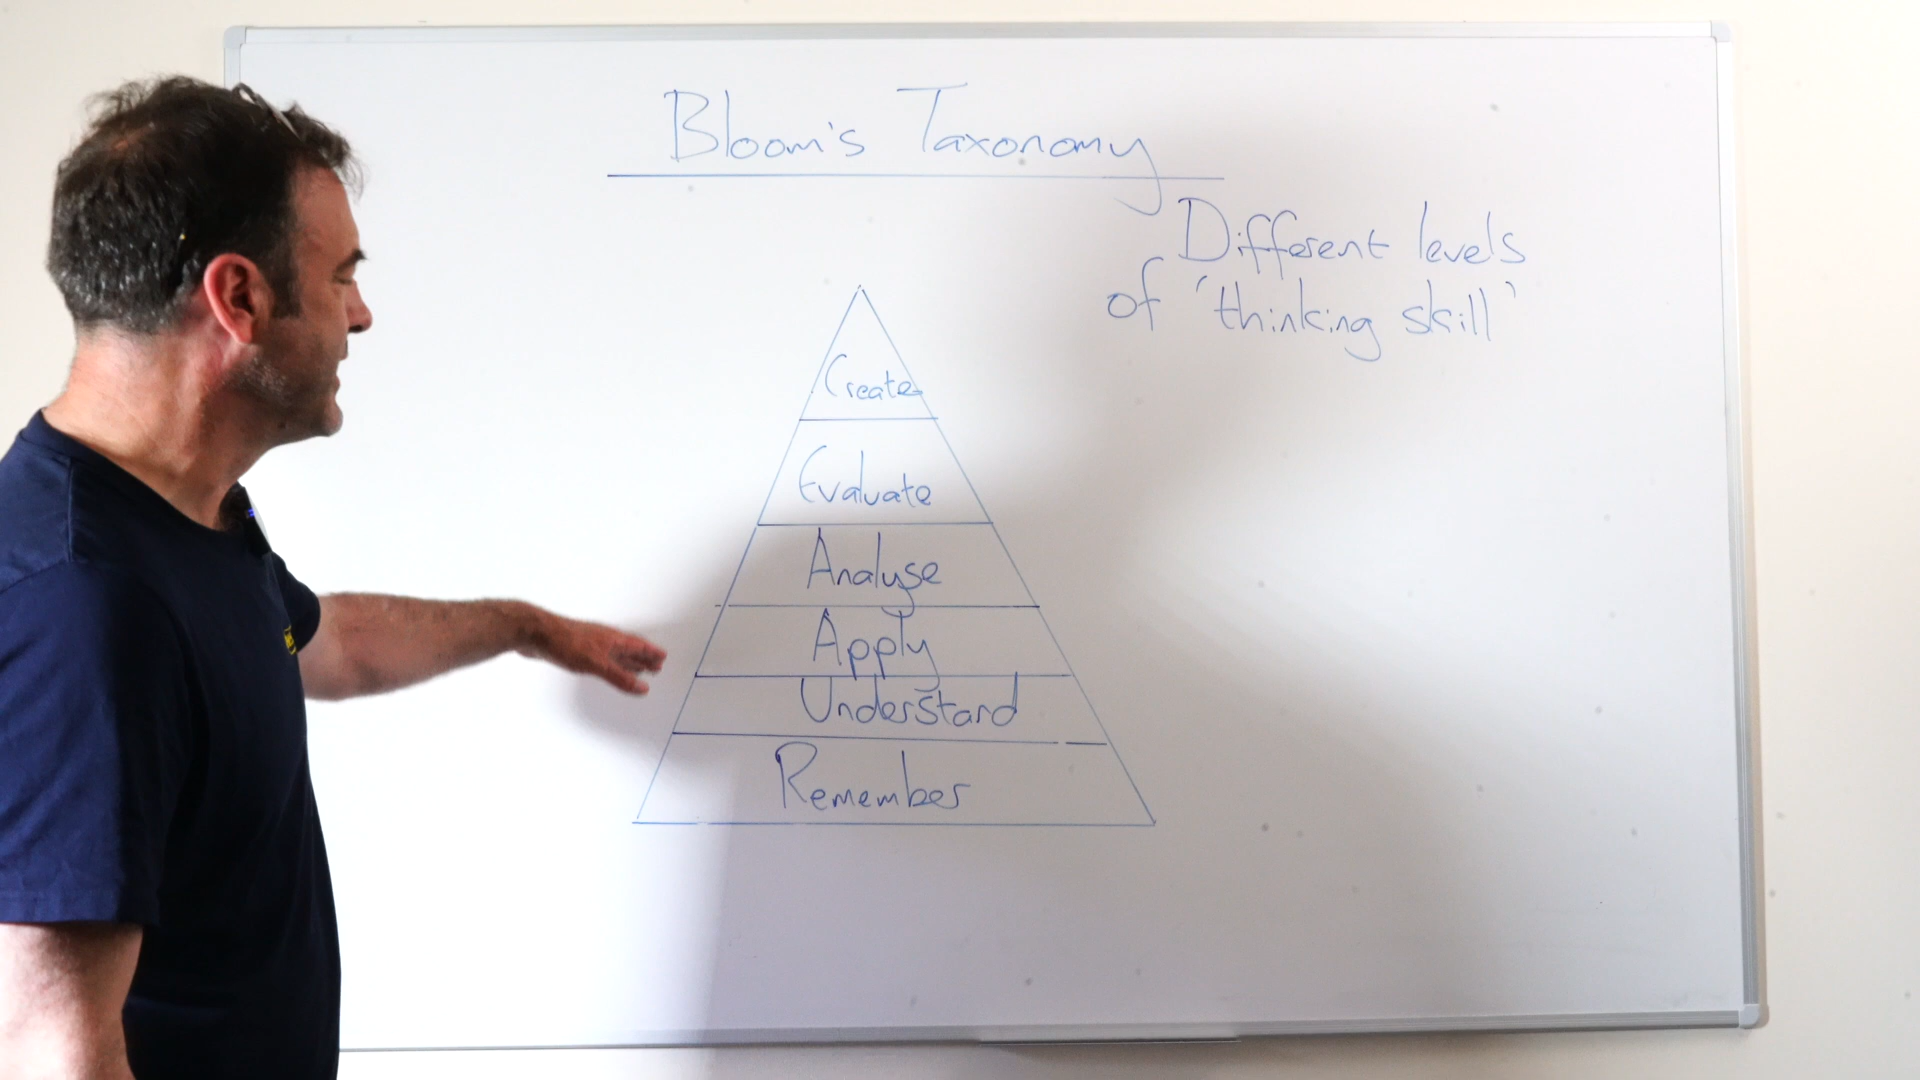 Bloom's Taxonomy
Different levels
of 'thinking skill'
Create
Evaluate
Analyse
Apply
Understand
Remember